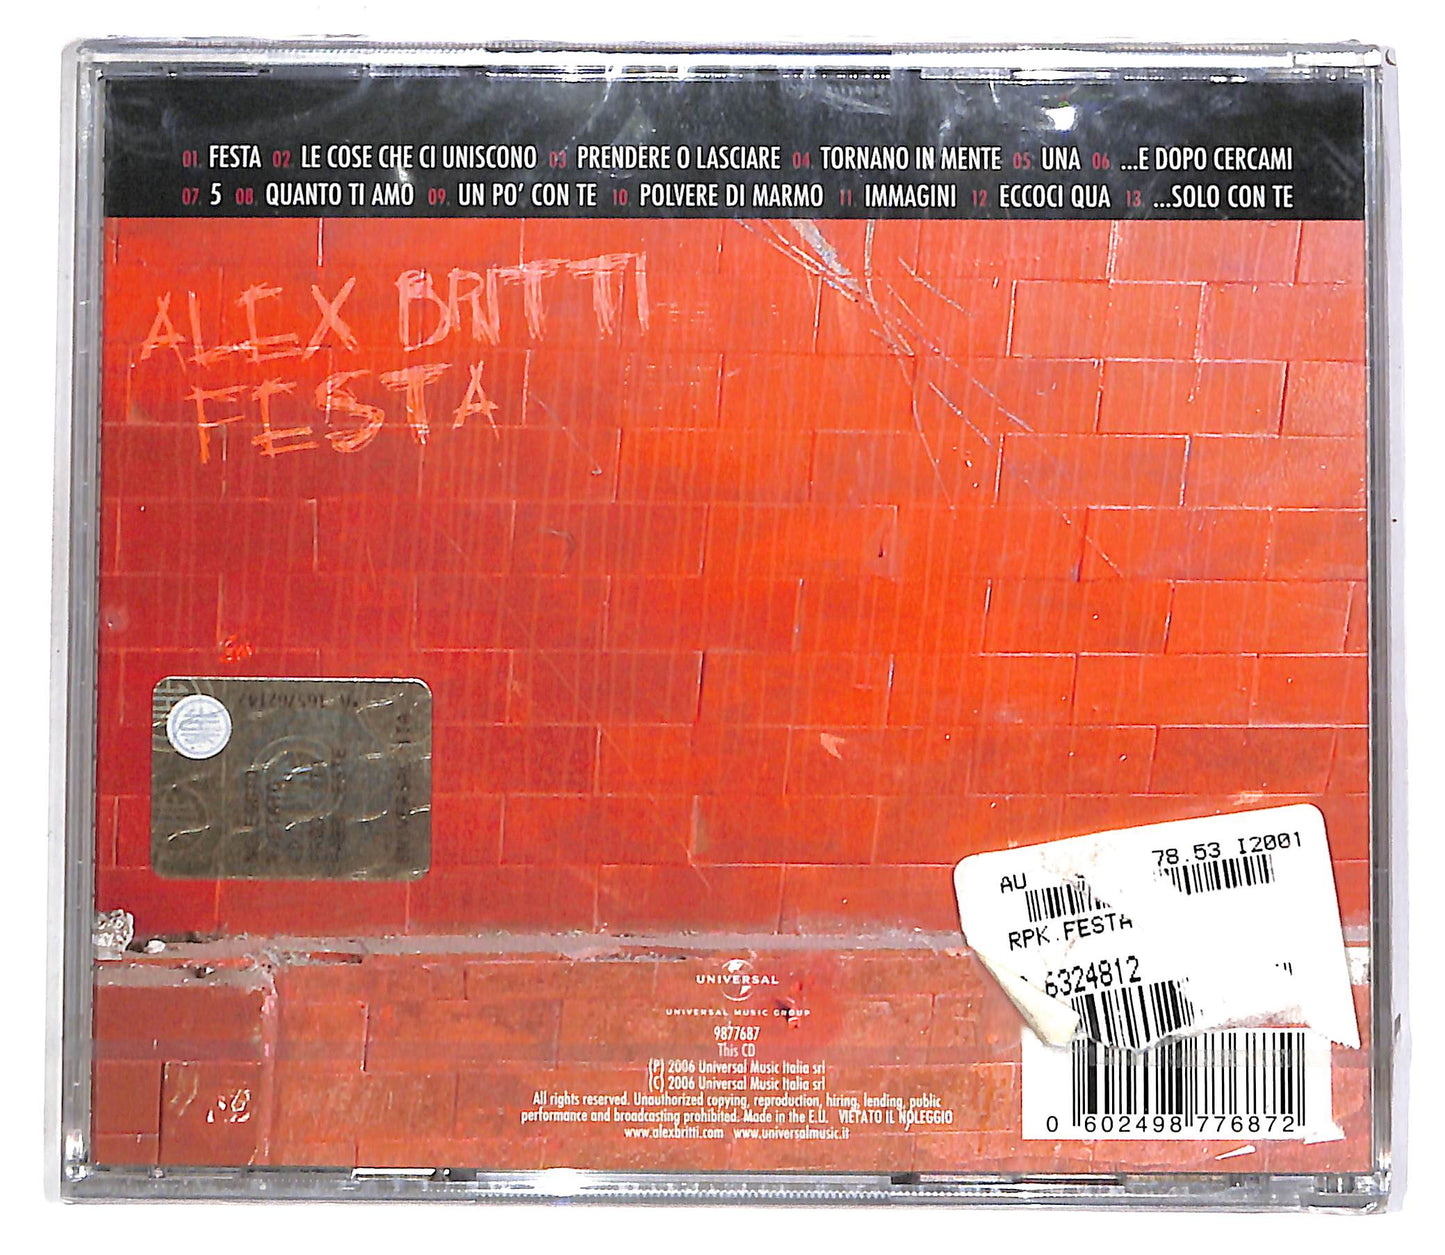 01. FESTA 02. LE COSE CHE CI UNISCONO 03 PRENDERE O LASCIARE 04. TORNANO IN MENTE 05. UNA 06. ...E DOPO CERCAMI
07. 5 08. QUANTO TI AMO 09. UN PO' CON TE 10. POLVERE DI MARMO 11. IMMAGINI 12. ECCOCI QUA 13. ...SOLO CON TE
ALEX BRITTI
FESTA
78.53 I2001
AU
RPK.FESTA
6324812
UNIVERSAL
UNIVERSAL MUSIC GROUP
9877687
This CD
(P) 2006 Universal Music Italia srl
(C) 2006 Universal Music Italia srl
All rights reserved. Unauthorized copying, reproduction, hiring, lending, public
performance and broadcasting prohibited. Made in the E.U. VIETATO IL NOLEGGIO
www.alexbritti.com www.universalmusic.it
0 602498 776872